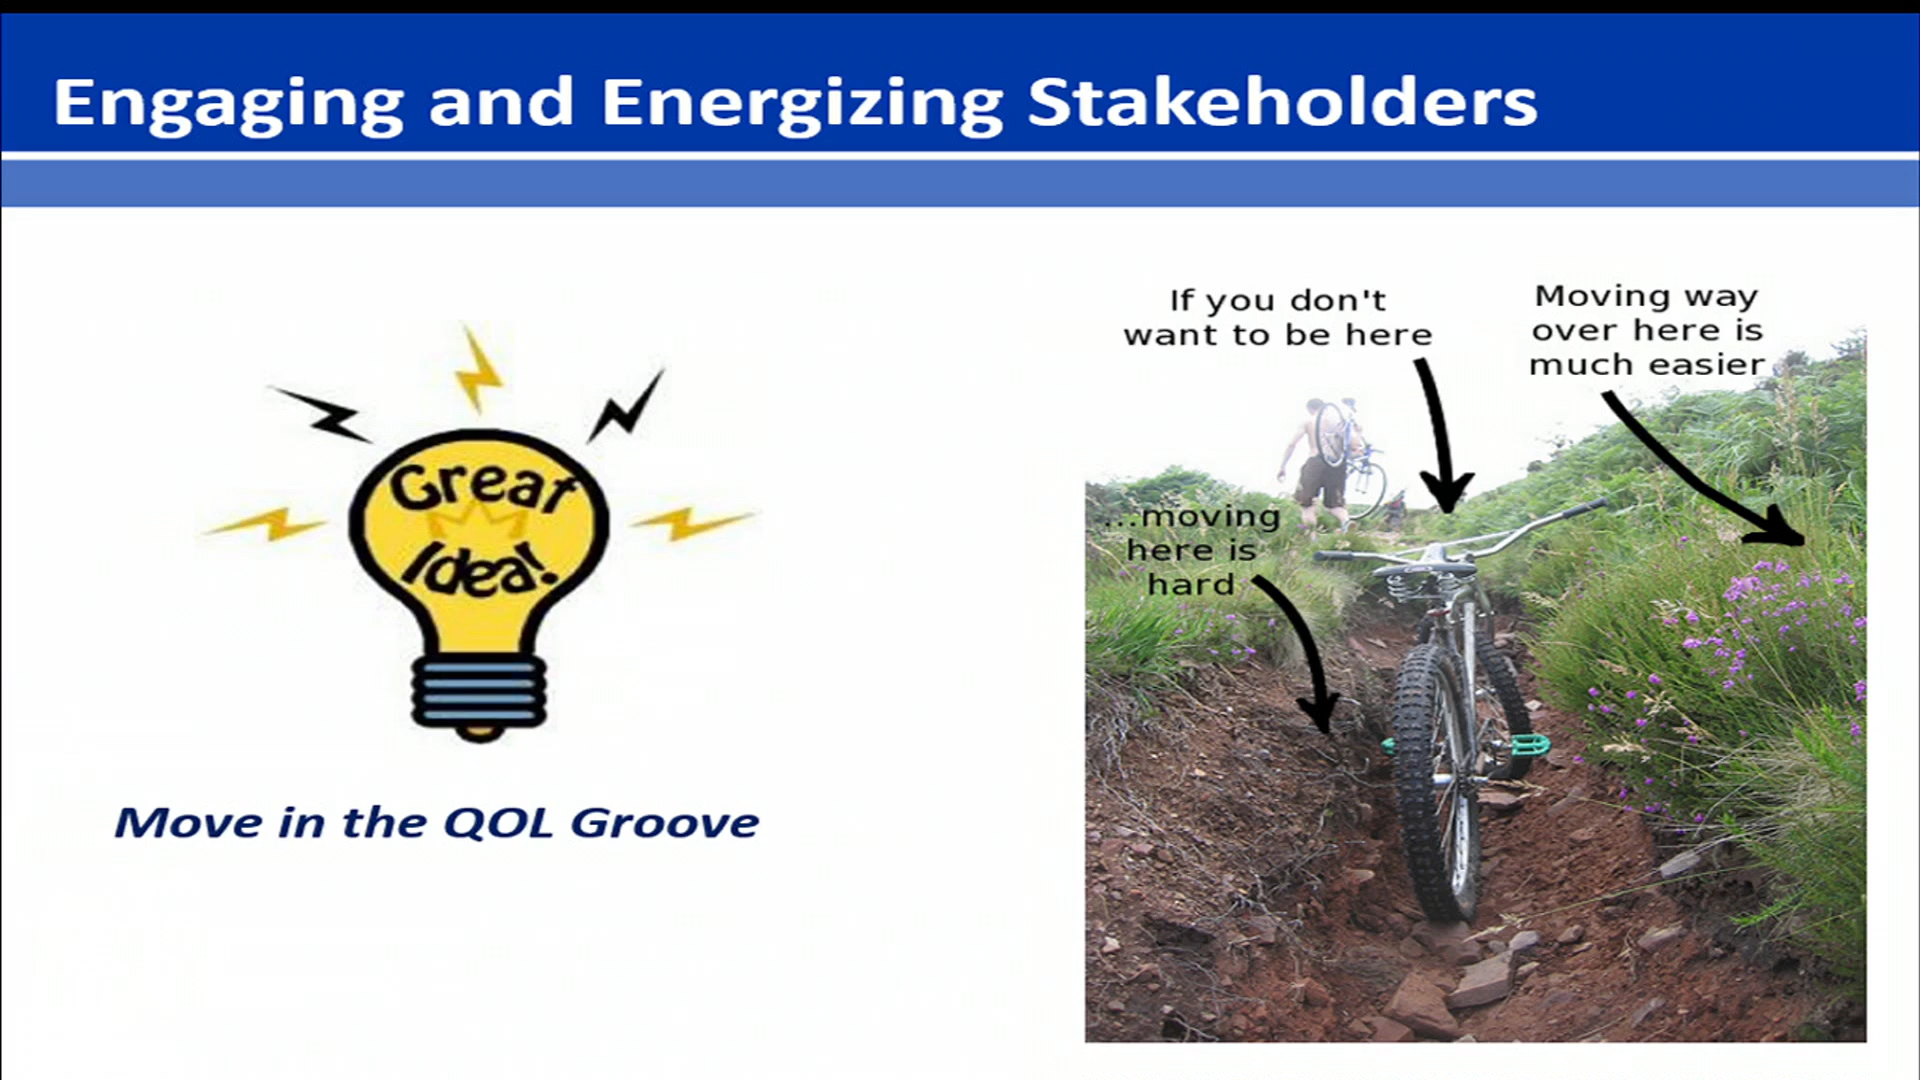 Engaging and Energizing Stakeholders
Great
Idea!
Move in the QOL Groove
If you don't
want to be here
Moving way
over here is
much easier
...moving
here is
hard